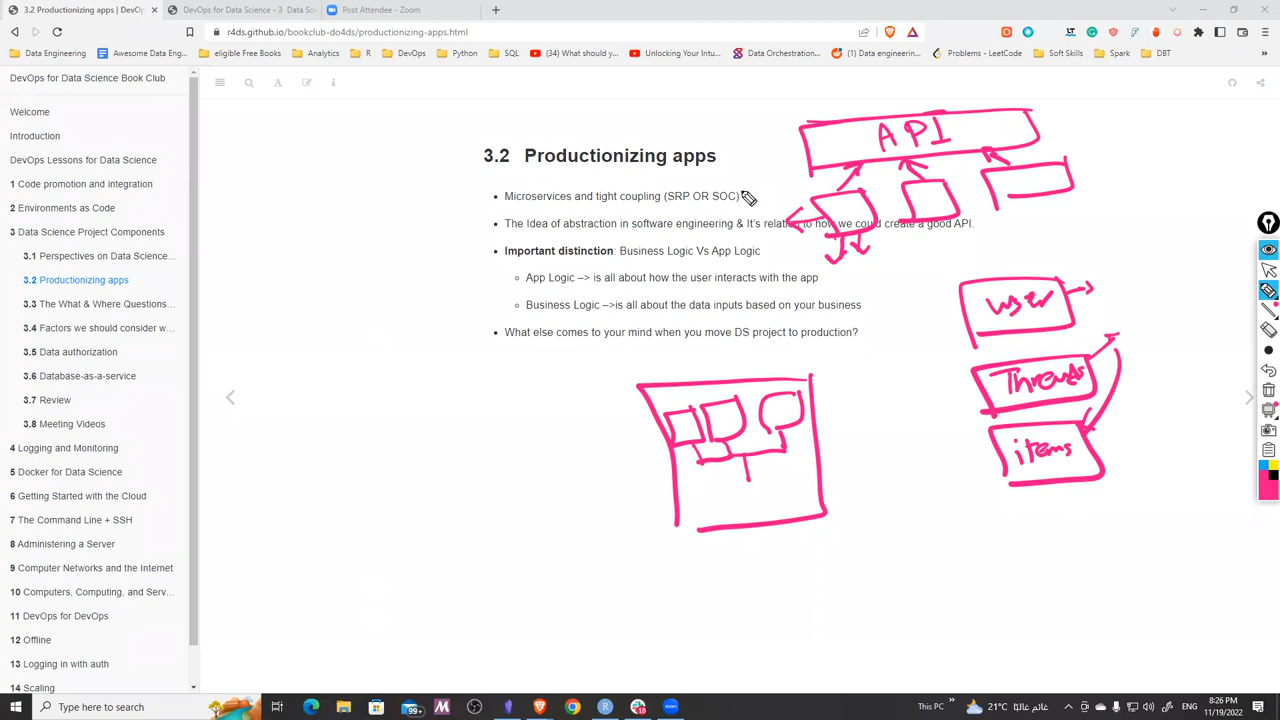 3.2 Productionizing apps | DevO
DevOps for Data Science - 3 Data Sci
Post Attendee - Zoom
r4ds.github.io/bookclub-do4ds/productionizing-apps.html
Data Engineering
Awesome Data Eng...
eligible Free Books
Analytics
R
DevOps
Python
SQL
(34) What should y...
Unlocking Your Intu...
Data Orchestration...
(1) Data engineerin...
Problems - LeetCode
Soft Skills
Spark
DBT
DevOps for Data Science Book Club
Welcome
Introduction
DevOps Lessons for Data Science
1 Code promotion and integration
2 Environments as Code
3 Data Science Project Components
3.1 Perspectives on Data Science...
3.2 Productionizing apps
3.3 The What & Where Questions...
3.4 Factors we should consider w...
3.5 Data authorization
3.6 Database-as-a-service
3.7 Review
3.8 Meeting Videos
4 Logging and Monitoring
5 Docker for Data Science
6 Getting Started with the Cloud
7 The Command Line + SSH
8 Administering a Server
9 Computer Networks and the Internet
10 Computers, Computing, and Serv...
11 DevOps for DevOps
12 Offline
13 Logging in with auth
14 Scaling
API
3.2 Productionizing apps
Microservices and tight coupling (SRP OR SOC)
The Idea of abstraction in software engineering & It's relation to how we could create a good API.
Important distinction: Business Logic Vs App Logic
App Logic –> is all about how the user interacts with the app
Business Logic –>is all about the data inputs based on your business
What else comes to your mind when you move DS project to production?
user
Threads
items
Type here to search
99+
This PC
21°C
ENG
8:26 PM
11/19/2022